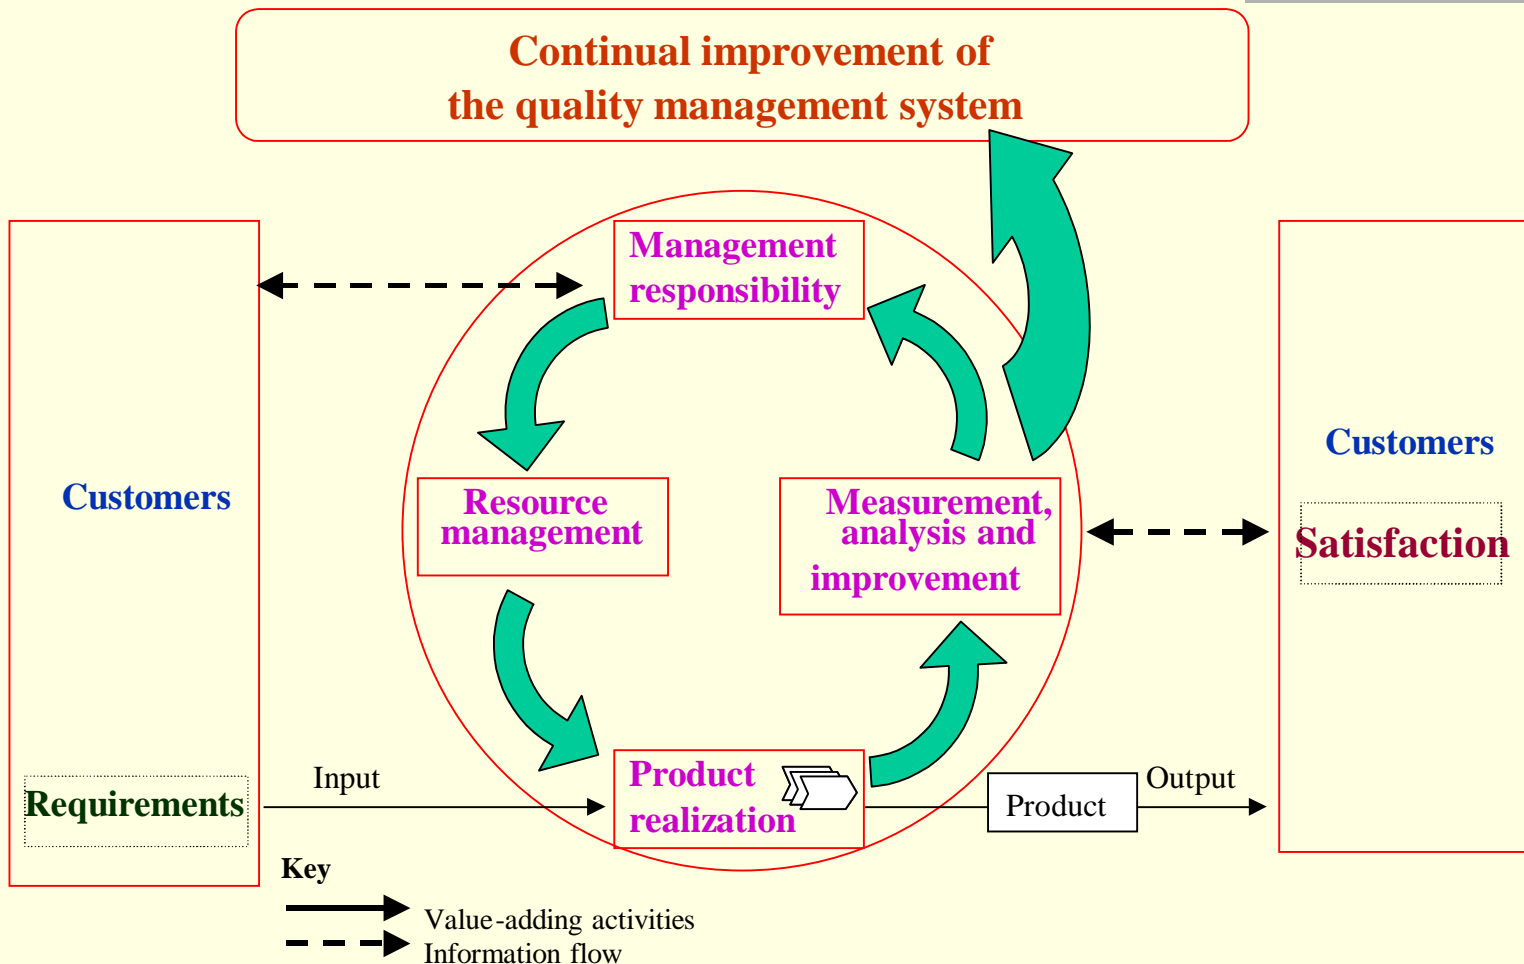 Continual improvement of
the quality management system
Management
responsibility
Customers
Resource
management
Measurement,
analysis and
improvement
Customers
Satisfaction
Requirements
Input
Product
realization
Product
Output
Key
Value-adding activities
Information flow